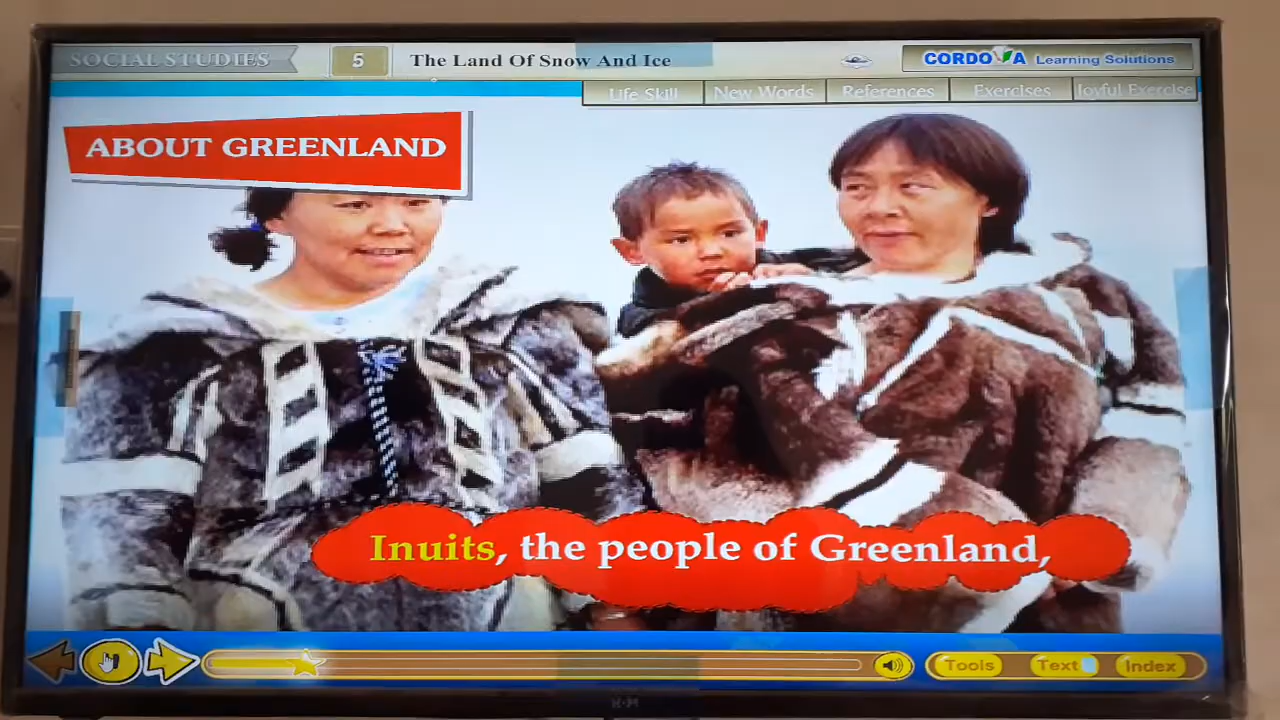 SOCIAL STUDIES
5
The Land Of Snow And Ice
CORDOVA Learning Solutions
Life Skill
New Words
References
Exercises
Joyful Exercise
ABOUT GREENLAND
Inuits, the people of Greenland,
Tools
Text
Index